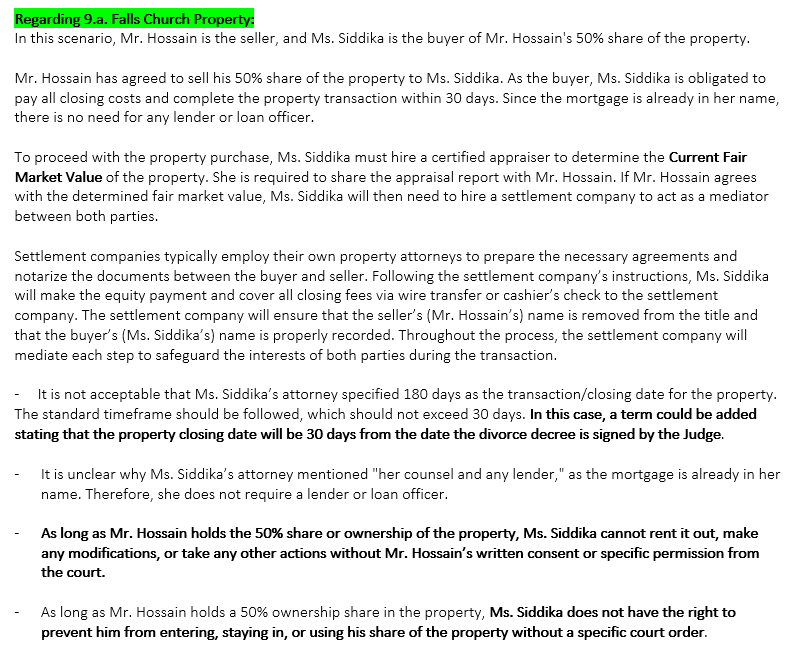 Regarding 9.a. Falls Church Property:
In this scenario, Mr. Hossain is the seller, and Ms. Siddika is the buyer of Mr. Hossain's 50% share of the property.
Mr. Hossain has agreed to sell his 50% share of the property to Ms. Siddika. As the buyer, Ms. Siddika is obligated to
pay all closing costs and complete the property transaction within 30 days. Since the mortgage is already in her name,
there is no need for any lender or loan officer.
To proceed with the property purchase, Ms. Siddika must hire a certified appraiser to determine the Current Fair
Market Value of the property. She is required to share the appraisal report with Mr. Hossain. If Mr. Hossain agrees
with the determined fair market value, Ms. Siddika will then need to hire a settlement company to act as a mediator
between both parties.
Settlement companies typically employ their own property attorneys to prepare the necessary agreements and
notarize the documents between the buyer and seller. Following the settlement company’s instructions, Ms. Siddika
will make the equity payment and cover all closing fees via wire transfer or cashier’s check to the settlement
company. The settlement company will ensure that the seller’s (Mr. Hossain’s) name is removed from the title and
that the buyer’s (Ms. Siddika’s) name is properly recorded. Throughout the process, the settlement company will
mediate each step to safeguard the interests of both parties during the transaction.
- It is not acceptable that Ms. Siddika’s attorney specified 180 days as the transaction/closing date for the property.
The standard timeframe should be followed, which should not exceed 30 days. In this case, a term could be added
stating that the property closing date will be 30 days from the date the divorce decree is signed by the Judge.
- It is unclear why Ms. Siddika’s attorney mentioned "her counsel and any lender," as the mortgage is already in her
name. Therefore, she does not require a lender or loan officer.
- As long as Mr. Hossain holds the 50% share or ownership of the property, Ms. Siddika cannot rent it out, make
any modifications, or take any other actions without Mr. Hossain’s written consent or specific permission from
the court.
- As long as Mr. Hossain holds a 50% ownership share in the property, Ms. Siddika does not have the right to
prevent him from entering, staying in, or using his share of the property without a specific court order.